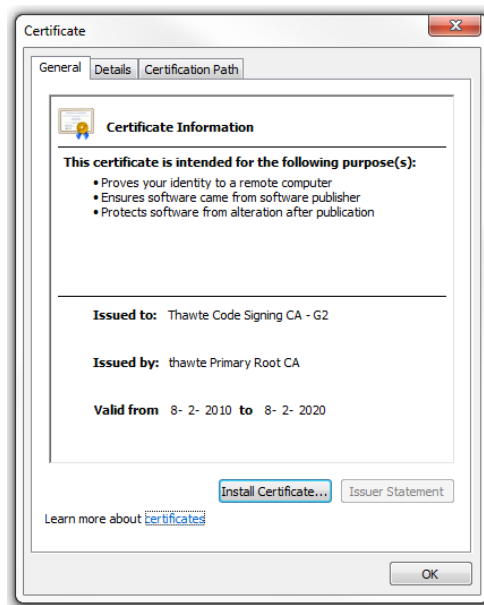 Certificate
General Details Certification Path
Certificate Information
This certificate is intended for the following purpose(s):
• Proves your identity to a remote computer
• Ensures software came from software publisher
• Protects software from alteration after publication
Issued to: Thawte Code Signing CA - G2
Issued by: thawte Primary Root CA
Valid from 8- 2- 2010 to 8- 2- 2020
Install Certificate... Issuer Statement
Learn more about certificates
OK